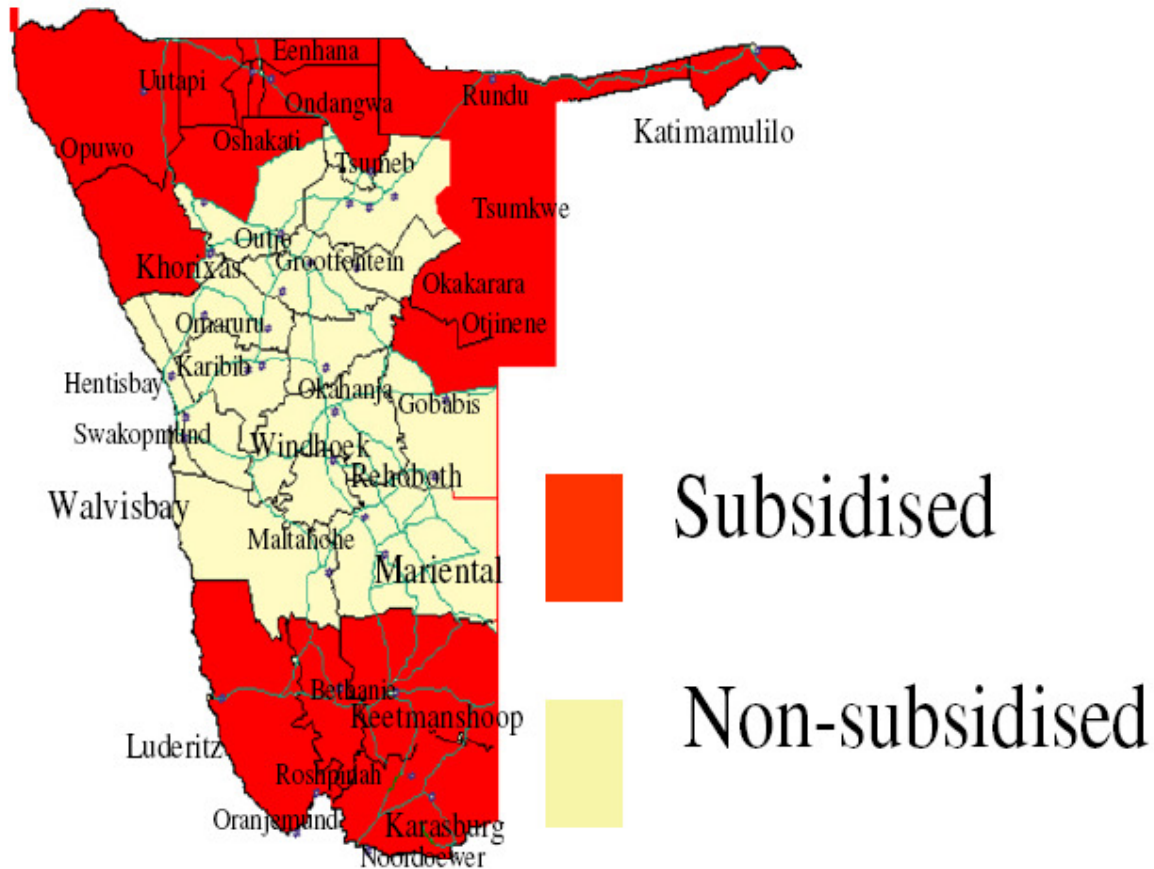 Eenhana
Uutapi
Ondangwa
Rundu
Katimamulilo
Opuwo
Oshakati
Tsumeb
Tsumkwe
Outjo
Khorixas
Grootfontein
Okakarara
Omaruru
Otjinene
Hentisbay
Karibib
Okahanja
Gobabis
Swakopmund
Windhoek
Rehoboth
Walvisbay
Maltahohe
Mariental
Subsidised
Bethanie
Keetmanshoop
Non-subsidised
Luderitz
Roshpinah
Oranjemund
Karasburg
Noordoewer